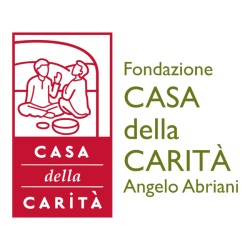 CASA
della
CARITÀ
Fondazione
CASA
della
CARITÀ
Angelo Abriani